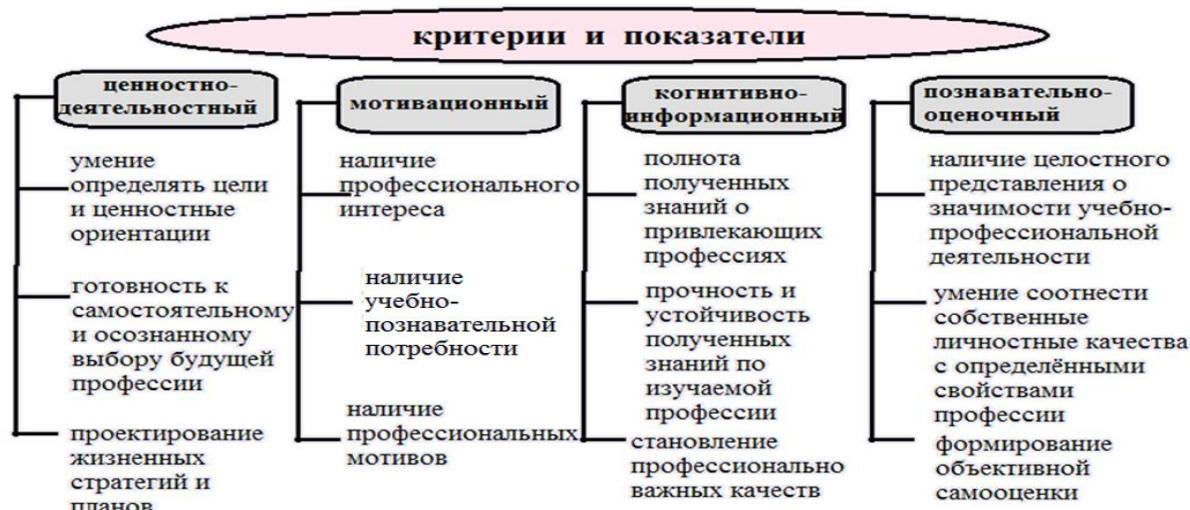 критерии и показатели
ценностно-
деятельностный
умение
определять цели
и ценностные
ориентации
готовность к
самостоятельному
и осознанному
выбору будущей
профессии
проектирование
жизненных
стратегий и
планов
мотивационный
наличие
профессионального
интереса
наличие
учебно-
познавательной
потребности
наличие
профессиональных
мотивов
когнитивно-
информационный
полнота
полученных
знаний о
привлекающих
профессиях
прочность и
устойчивость
полученных
знаний по
изучаемой
профессии
становление
профессионально
важных качеств
познавательно-
оценочный
наличие целостного
представления о
значимости учебно-
профессиональной
деятельности
умение соотнести
собственные
личностные качества
с определёнными
свойствами
профессии
формирование
объективной
самооценки